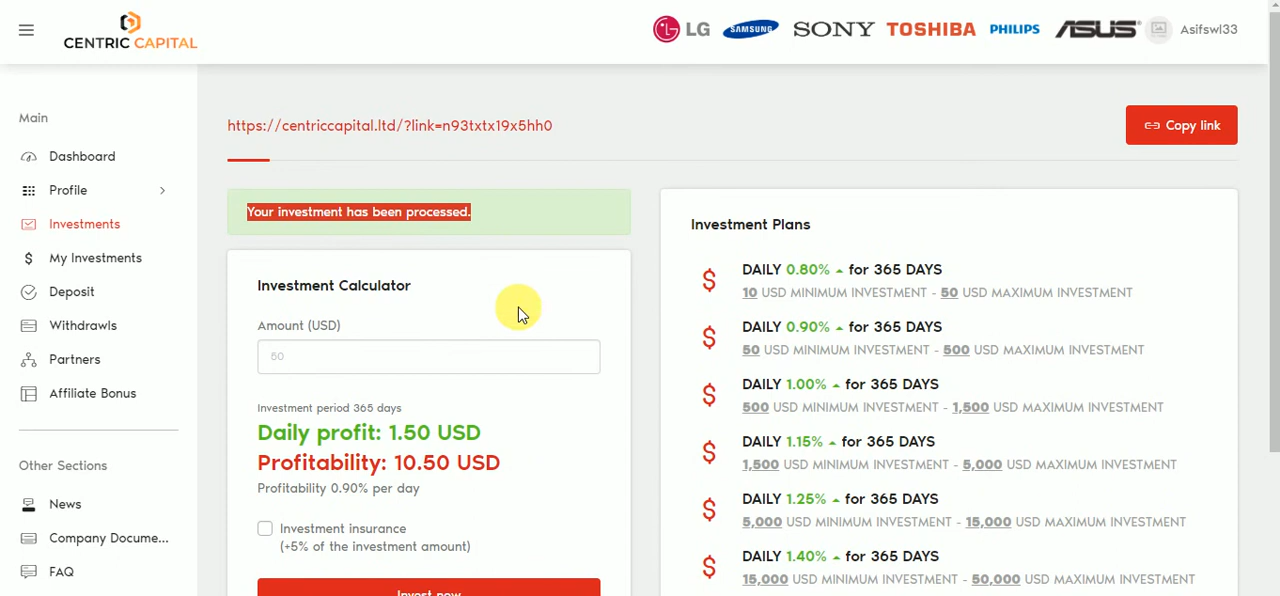 CENTRIC CAPITAL
LG SAMSUNG SONY TOSHIBA PHILIPS ASUS Asifswl33
Main
Dashboard
Profile
Investments
My Investments
Deposit
Withdrawls
Partners
Affiliate Bonus
Other Sections
News
Company Docume...
FAQ
https://centriccapital.ltd/?link=n93txtx19x5hh0
Copy link
Your investment has been processed.
Investment Calculator
Amount (USD)
50
Investment period 365 days
Daily profit: 1.50 USD
Profitability: 10.50 USD
Profitability 0.90% per day
Investment insurance
(+5% of the investment amount)
Invest now
Investment Plans
$ DAILY 0.80% for 365 DAYS
10 USD MINIMUM INVESTMENT - 50 USD MAXIMUM INVESTMENT
$ DAILY 0.90% for 365 DAYS
50 USD MINIMUM INVESTMENT - 500 USD MAXIMUM INVESTMENT
$ DAILY 1.00% for 365 DAYS
500 USD MINIMUM INVESTMENT - 1,500 USD MAXIMUM INVESTMENT
$ DAILY 1.15% for 365 DAYS
1,500 USD MINIMUM INVESTMENT - 5,000 USD MAXIMUM INVESTMENT
$ DAILY 1.25% for 365 DAYS
5,000 USD MINIMUM INVESTMENT - 15,000 USD MAXIMUM INVESTMENT
$ DAILY 1.40% for 365 DAYS
15,000 USD MINIMUM INVESTMENT - 50,000 USD MAXIMUM INVESTMENT